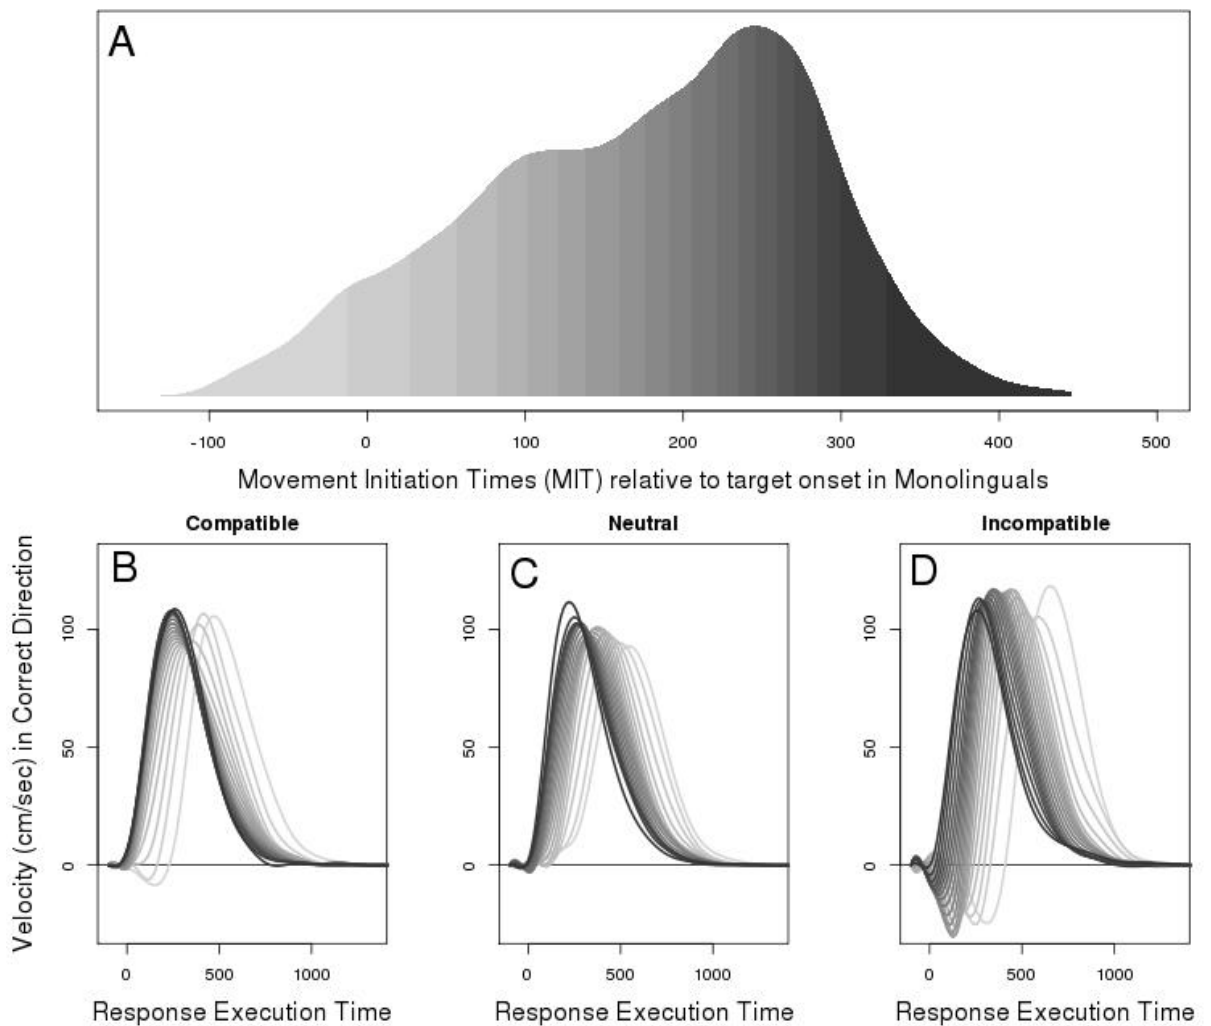 A
-100 0 100 200 300 400 500
Movement Initiation Times (MIT) relative to target onset in Monolinguals
Compatible Neutral Incompatible
Velocity (cm/sec) in Correct Direction
B C D
100 100 100
50 50 50
0 0 0
0 500 1000 0 500 1000 0 500 1000
Response Execution Time Response Execution Time Response Execution Time